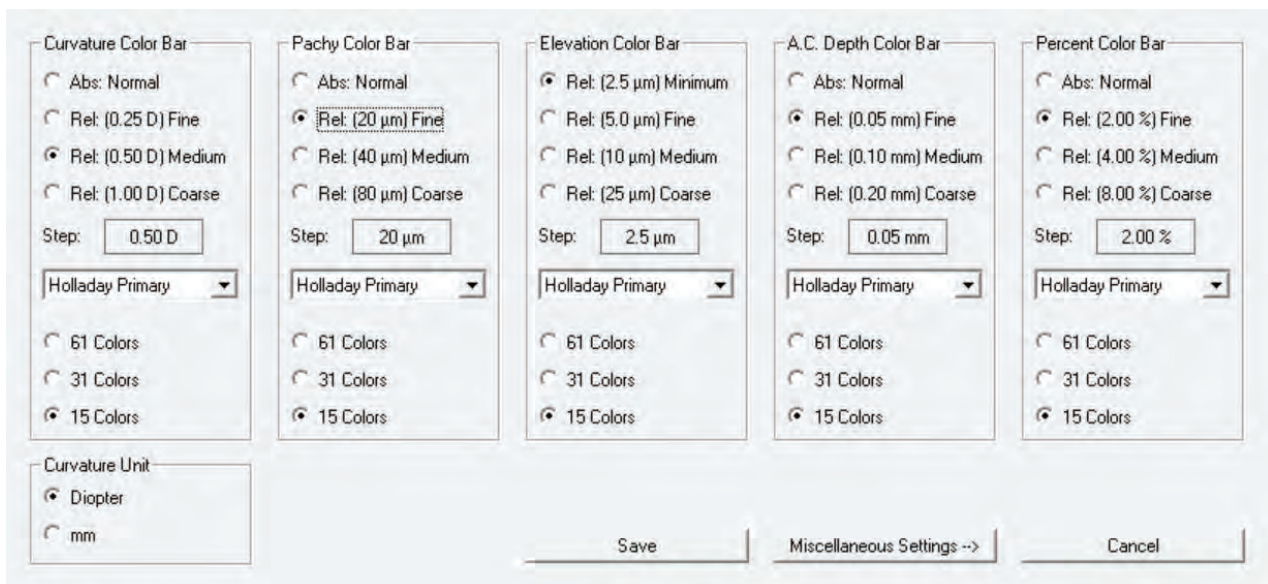 Curvature Color Bar
Abs: Normal
Rel: (0.25 D) Fine
Rel: (0.50 D) Medium
Rel: (1.00 D) Coarse
Step: 0.50 D
Holladay Primary
61 Colors
31 Colors
15 Colors
Pachy Color Bar
Abs: Normal
Rel: (20 µm) Fine
Rel: (40 µm) Medium
Rel: (80 µm) Coarse
Step: 20 µm
Holladay Primary
61 Colors
31 Colors
15 Colors
Elevation Color Bar
Rel: (2.5 µm) Minimum
Rel: (5.0 µm) Fine
Rel: (10 µm) Medium
Rel: (25 µm) Coarse
Step: 2.5 µm
Holladay Primary
61 Colors
31 Colors
15 Colors
A.C. Depth Color Bar
Abs: Normal
Rel: (0.05 mm) Fine
Rel: (0.10 mm) Medium
Rel: (0.20 mm) Coarse
Step: 0.05 mm
Holladay Primary
61 Colors
31 Colors
15 Colors
Percent Color Bar
Abs: Normal
Rel: (2.00 %) Fine
Rel: (4.00 %) Medium
Rel: (8.00 %) Coarse
Step: 2.00 %
Holladay Primary
61 Colors
31 Colors
15 Colors
Curvature Unit
Diopter
mm
Save
Miscellaneous Settings -->
Cancel